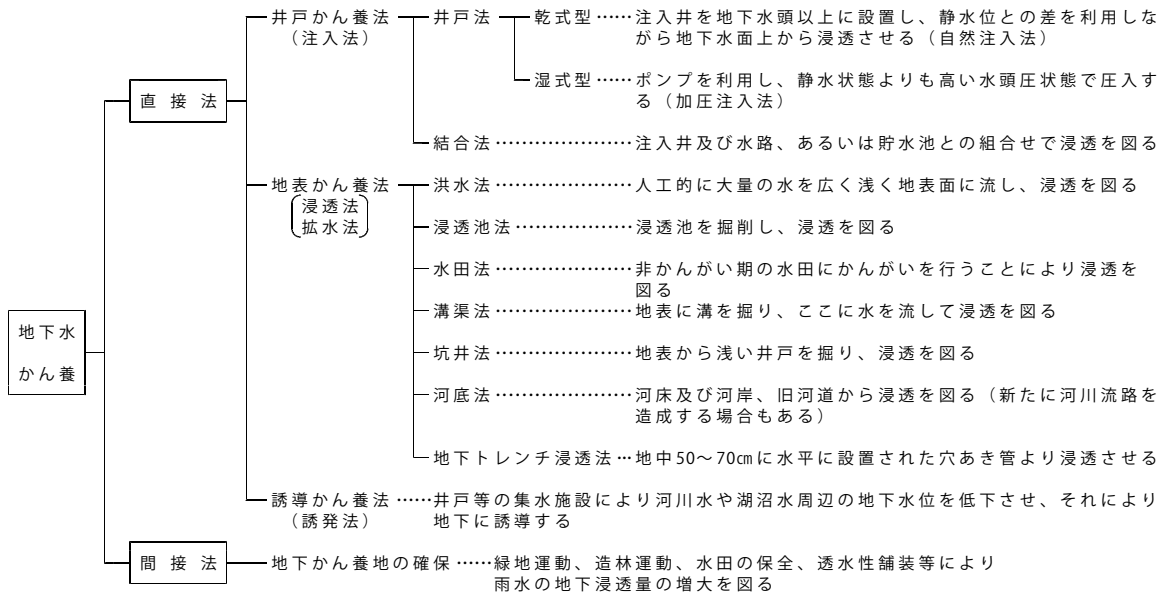 井戸かん養法
（注入法）
井戸法
乾式型……注入井を地下水頭以上に設置し、静水位との差を利用しな
がら地下水面上から浸透させる（自然注入法）
湿式型……ポンプを利用し、静水状態よりも高い水頭圧状態で圧入す
る（加圧注入法）
直接法
結合法…………………注入井及び水路、あるいは貯水池との組合せで浸透を図る
地表かん養法
浸透法
拡水法
洪水法…………………人工的に大量の水を広く浅く地表面に流し、浸透を図る
浸透池法………………浸透池を掘削し、浸透を図る
水田法…………………非かんがい期の水田にかんがいを行うことにより浸透を
図る
溝渠法…………………地表に溝を掘り、ここに水を流して浸透を図る
地下水
かん養
坑井法…………………地表から浅い井戸を掘り、浸透を図る
河底法…………………河床及び河岸、旧河道から浸透を図る（新たに河川流路を
造成する場合もある）
地下トレンチ浸透法…地中50～70㎝に水平に設置された穴あき管より浸透させる
誘導かん養法……井戸等の集水施設により河川水や湖沼水周辺の地下水位を低下させ、それにより
（誘発法）　地下に誘導する
間接法
地下かん養地の確保……緑地運動、造林運動、水田の保全、透水性舗装等により
雨水の地下浸透量の増大を図る